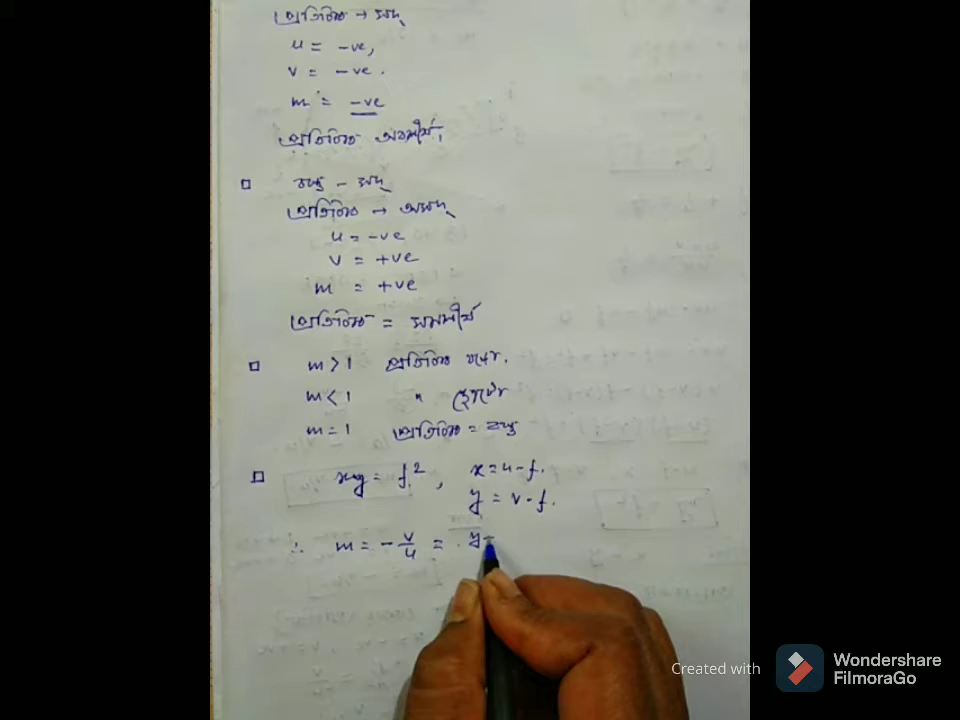 প্রতিবিম্ব → সদ্
u = -ve,
v = -ve.
m = -ve
প্রতিবিম্ব অবশীর্ষ।
□ বস্তু - সদ্
প্রতিবিম্ব → অসদ্
u = -ve
v = +ve
m = +ve
প্রতিবিম্ব = সমশীর্ষ
□ m > 1 প্রতিবিম্ব বড়ো.
m < 1 " ছোটো
m = 1 প্রতিবিম্ব = বস্তু
□ xy = f², x = u - f.
y = v - f.
∴ m = - v/u = y
Created with
Wondershare
FilmoraGo